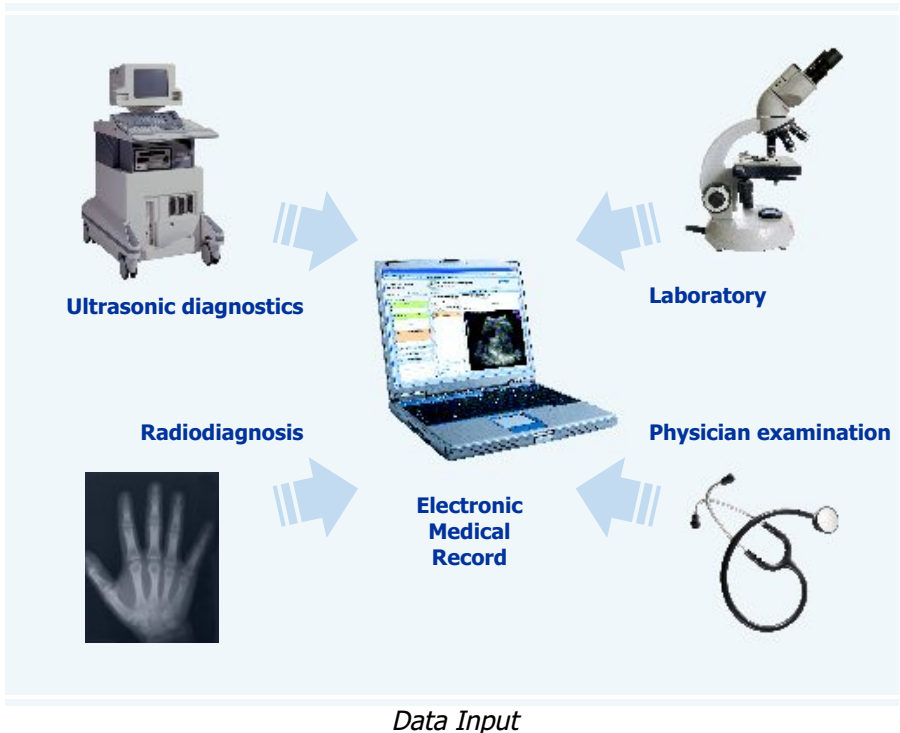 Ultrasonic diagnostics
Laboratory
Radiodiagnosis
Physician examination
Electronic
Medical
Record
Data Input